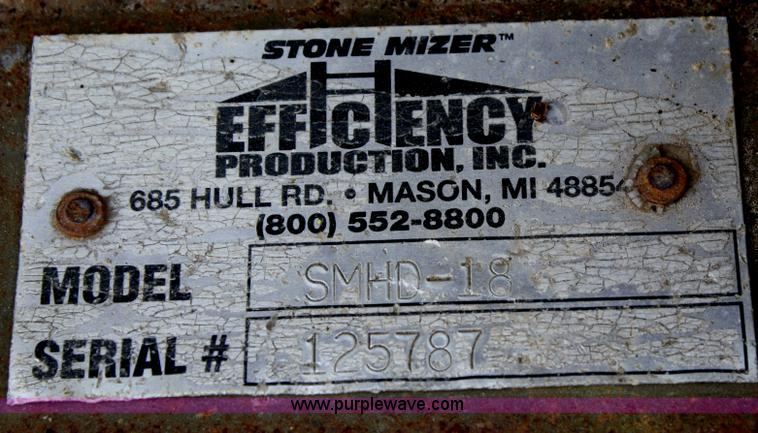 STONE MIZER™
EFFICIENCY
PRODUCTION, INC.
685 HULL RD. • MASON, MI 48854
(800) 552-8800
MODEL SMHD-18
SERIAL # 125787
www.purplewave.com